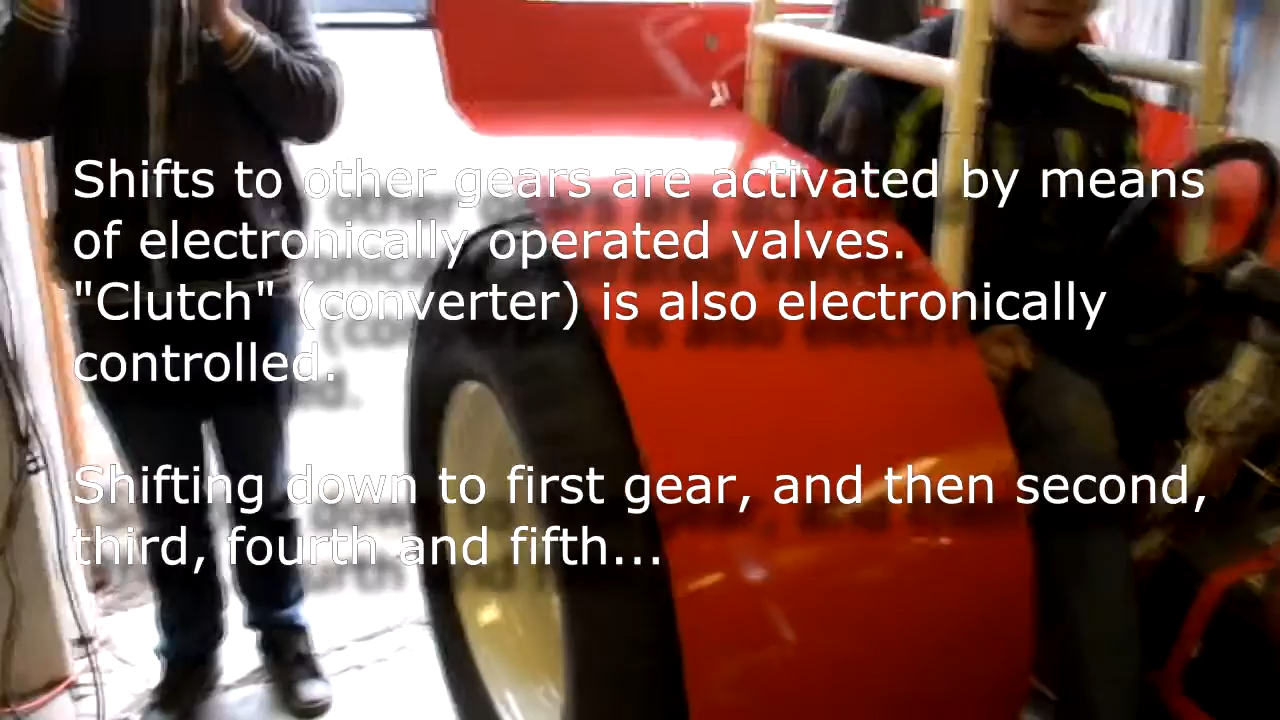 Shifts to other gears are activated by means
of electronically operated valves.
"Clutch" (converter) is also electronically
controlled.
Shifting down to first gear, and then second,
third, fourth and fifth...